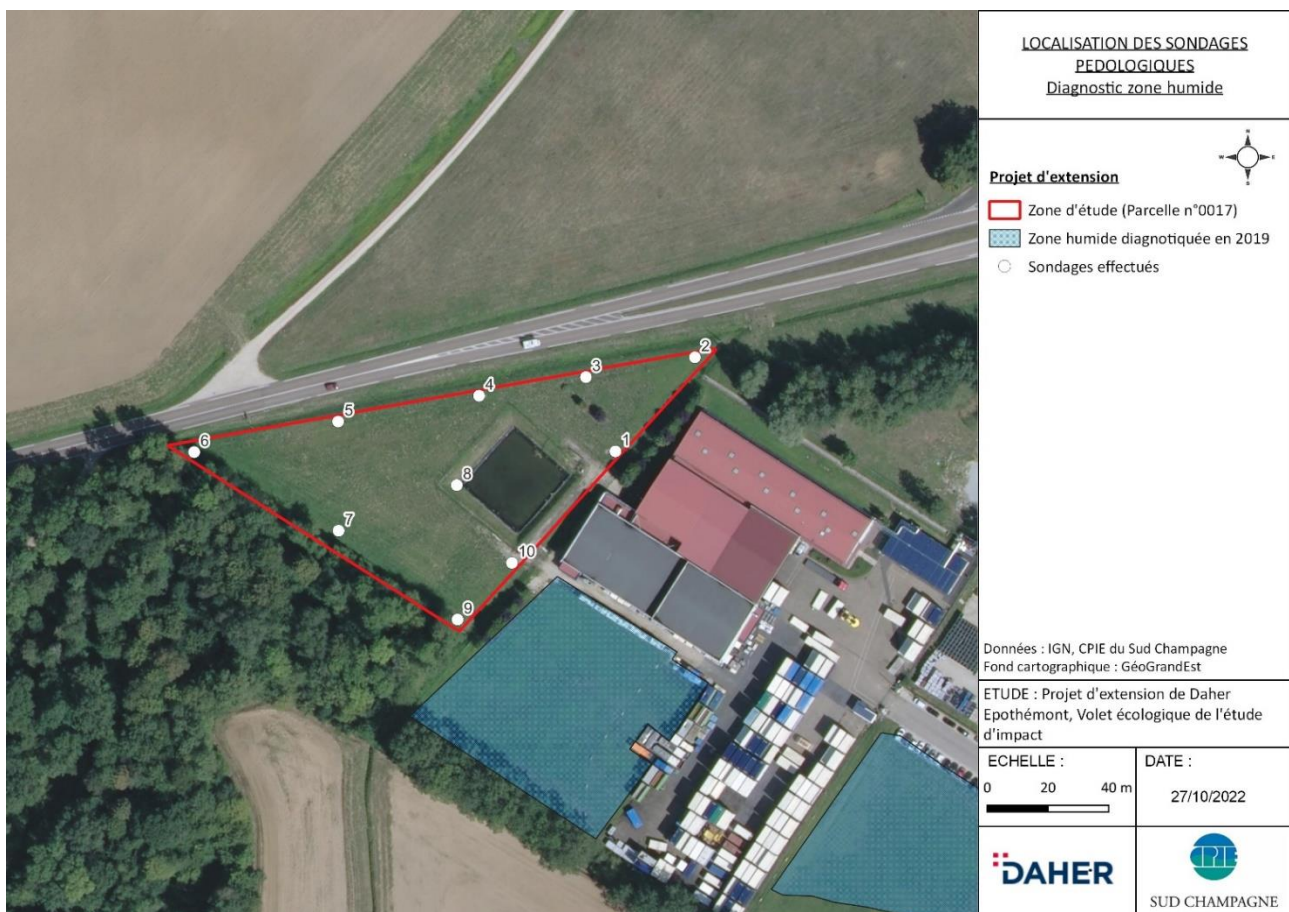 LOCALISATION DES SONDAGES
PEDOLOGIQUES
Diagnostic zone humide
N
W E
S
Projet d'extension
Zone d'étude (Parcelle n°0017)
Zone humide diagnotiquée en 2019
Sondages effectués
2
3
4
5
6
1
8
7
10
9
Données : IGN, CPIE du Sud Champagne
Fond cartographique : GéoGrandEst
ETUDE : Projet d'extension de Daher
Epothémont, Volet écologique de l'étude
d'impact
ECHELLE :
0 20 40 m
DATE :
27/10/2022
DAHER
CPIE
SUD CHAMPAGNE